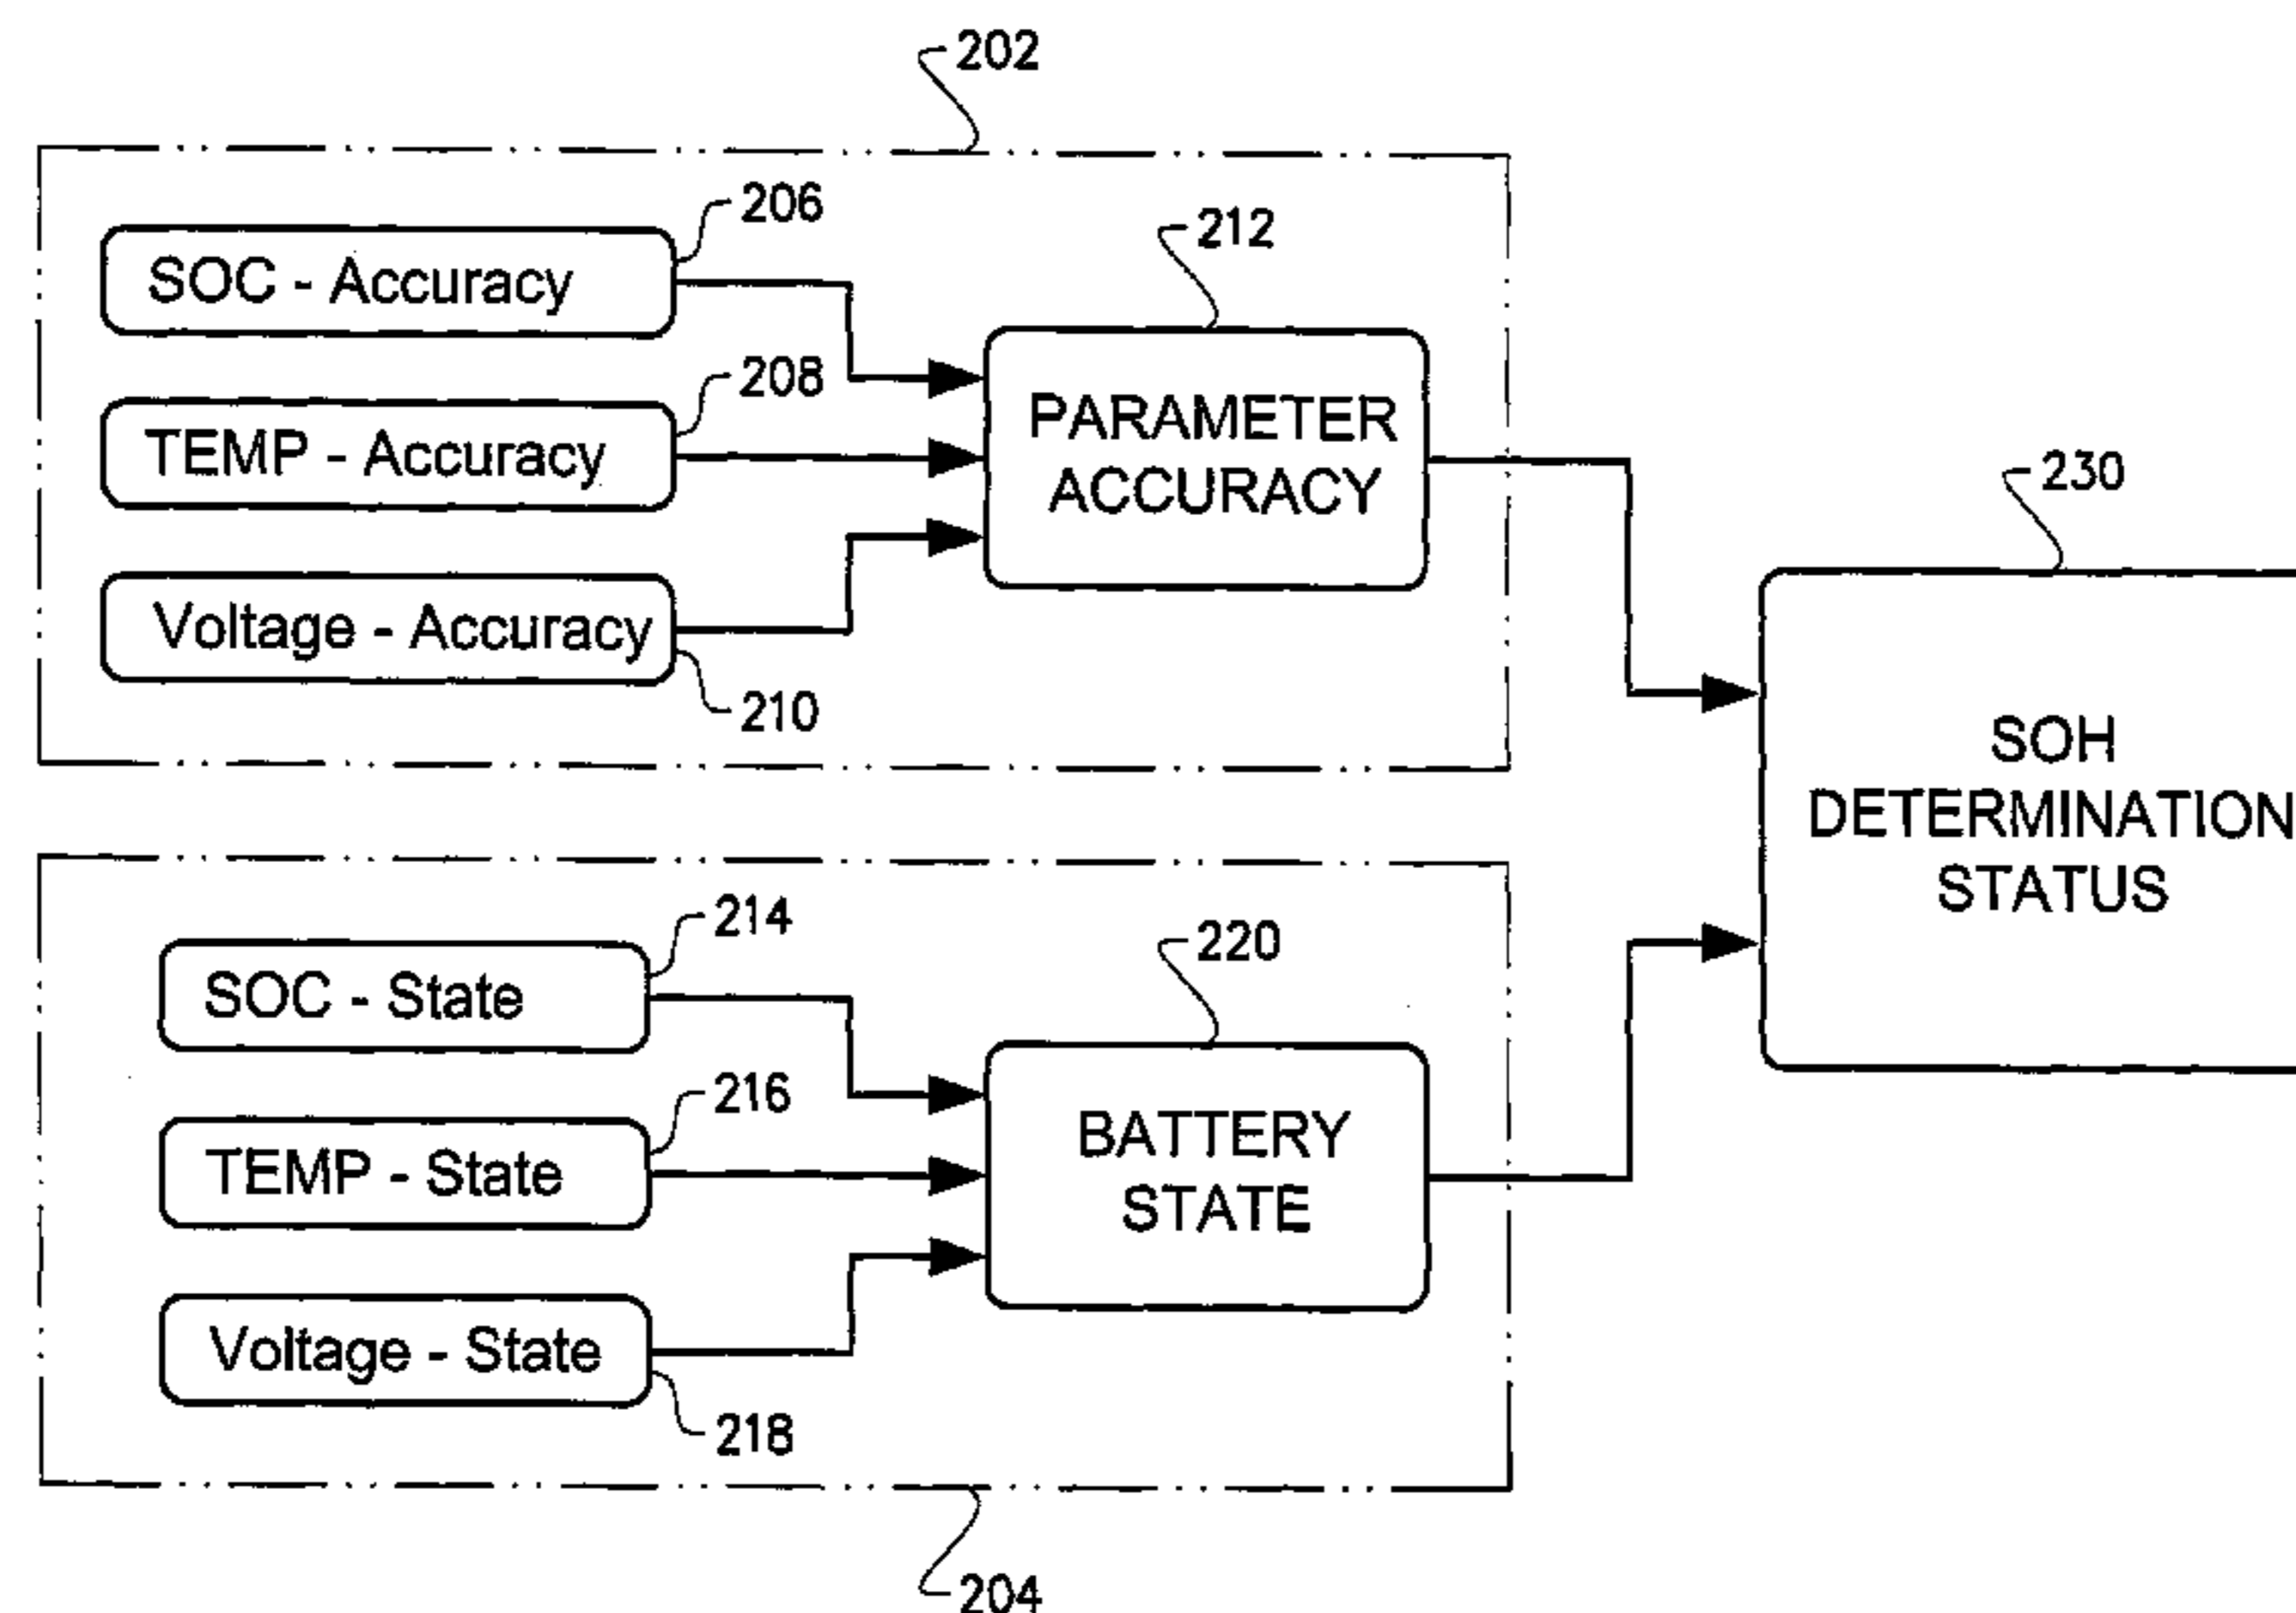 202
206
SOC - Accuracy
212
208
PARAMETER
TEMP - Accuracy
ACCURACY
230
Voltage - Accuracy
210
SOH
DETERMINATION
STATUS
214
SOC - State
220
216
BATTERY
TEMP - State
STATE
Voltage - State
218
204